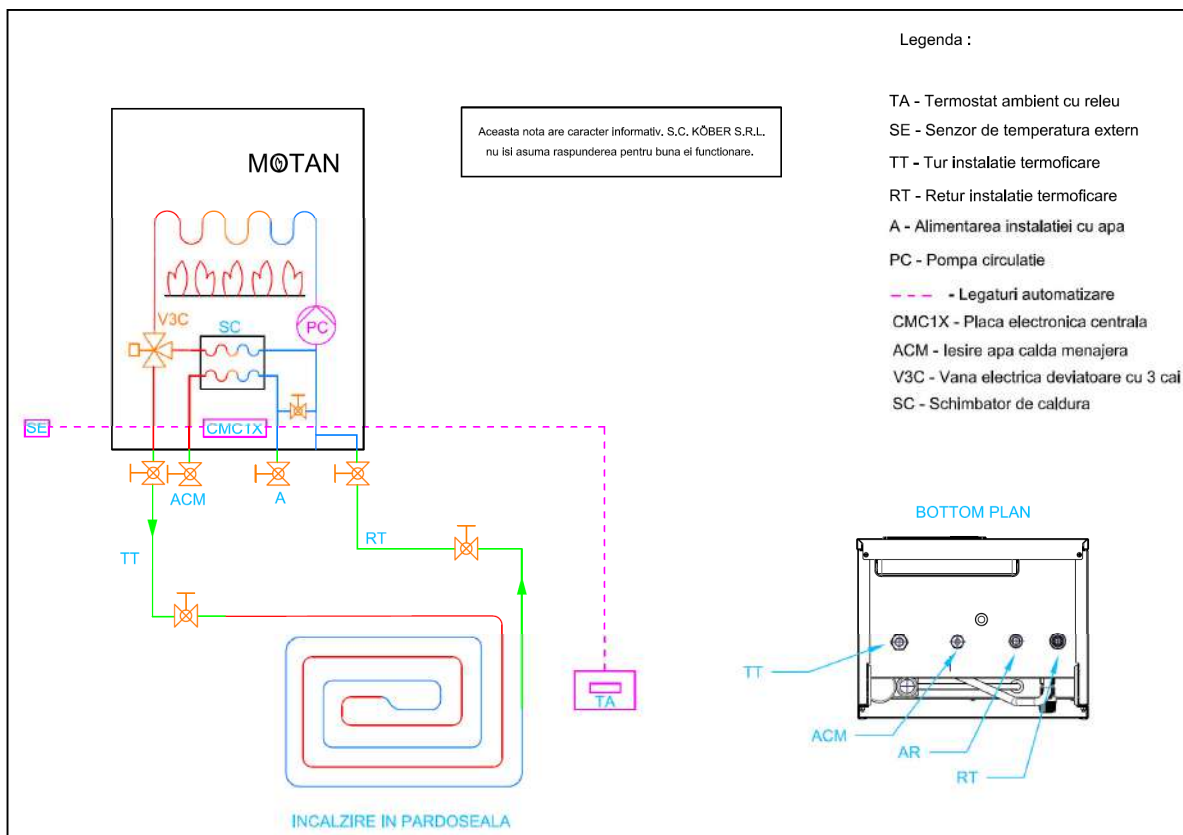 Legenda :
TA - Termostat ambient cu releu
SE - Senzor de temperatura extern
TT - Tur instalatie termoficare
RT - Retur instalatie termoficare
A - Alimentarea instalatiei cu apa
PC - Pompa circulatie
- Legaturi automatizare
CMC1X - Placa electronica centrala
ACM - Iesire apa calda menajera
V3C - Vana electrica deviatoare cu 3 cai
SC - Schimbator de caldura
Aceasta nota are caracter informativ. S.C. KÖBER S.R.L.
nu isi asuma raspunderea pentru buna ei functionare.
MOTAN
V3C
SC
PC
SE
CMC1X
ACM
A
TT
RT
TA
INCALZIRE IN PARDOSEALA
BOTTOM PLAN
TT
ACM
AR
RT